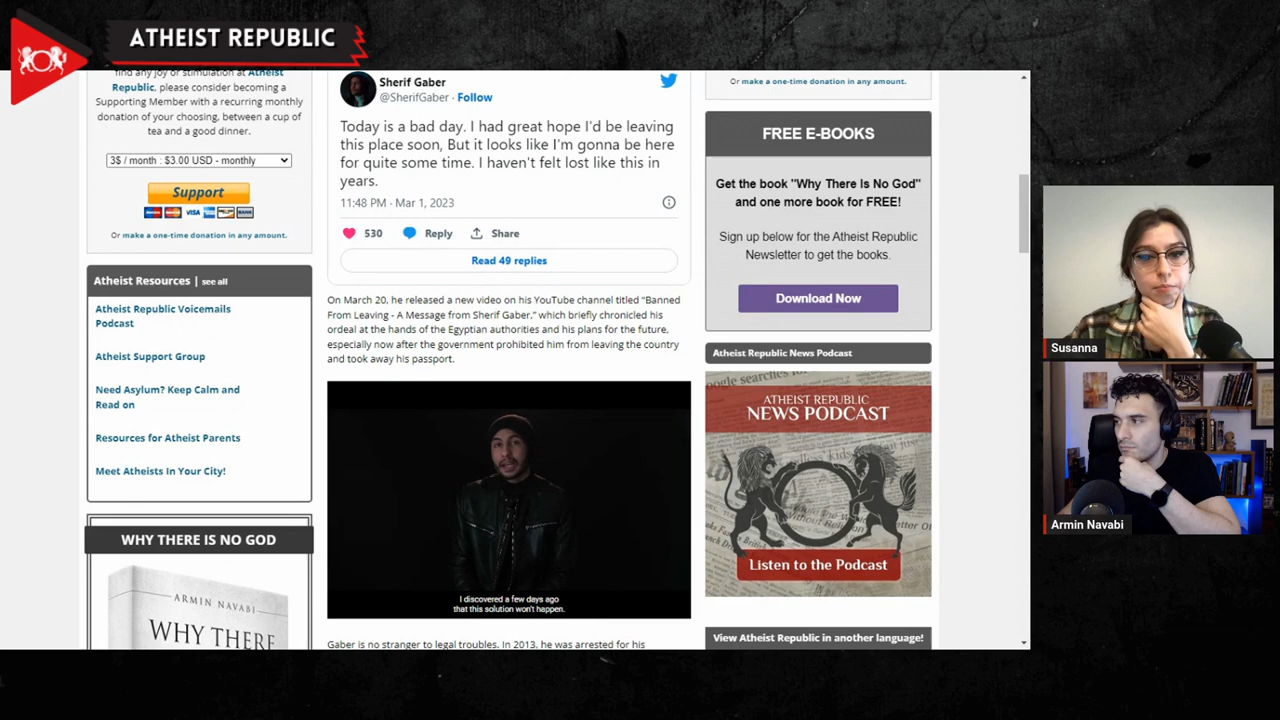 ATHEIST REPUBLIC
find any joy or stimulation at Atheist
Republic, please consider becoming a
Supporting Member with a recurring monthly
donation of your choosing, between a cup of
tea and a good dinner.
3$ / month : $3.00 USD - monthly
Support
VISA
BANK
Or make a one-time donation in any amount.
Atheist Resources | see all
Atheist Republic Voicemails
Podcast
Atheist Support Group
Need Asylum? Keep Calm and
Read on
Resources for Atheist Parents
Meet Atheists In Your City!
WHY THERE IS NO GOD
ARMIN NAVABI
WHY THERE
Sherif Gaber
@SherifGaber · Follow
Today is a bad day. I had great hope I'd be leaving
this place soon, But it looks like I'm gonna be here
for quite some time. I haven't felt lost like this in
years.
11:48 PM · Mar 1, 2023
530 Reply Share
Read 49 replies
On March 20, he released a new video on his YouTube channel titled "Banned
From Leaving - A Message from Sherif Gaber," which briefly chronicled his
ordeal at the hands of the Egyptian authorities and his plans for the future,
especially now after the government prohibited him from leaving the country
and took away his passport.
I discovered a few days ago
that this solution won't happen.
Gaber is no stranger to legal troubles. In 2013, he was arrested for his
Or make a one-time donation in any amount.
FREE E-BOOKS
Get the book "Why There Is No God"
and one more book for FREE!
Sign up below for the Atheist Republic
Newsletter to get the books.
Download Now
Atheist Republic News Podcast
ATHEIST REPUBLIC
NEWS PODCAST
Listen to the Podcast
View Atheist Republic in another language!
Susanna
Armin Navabi